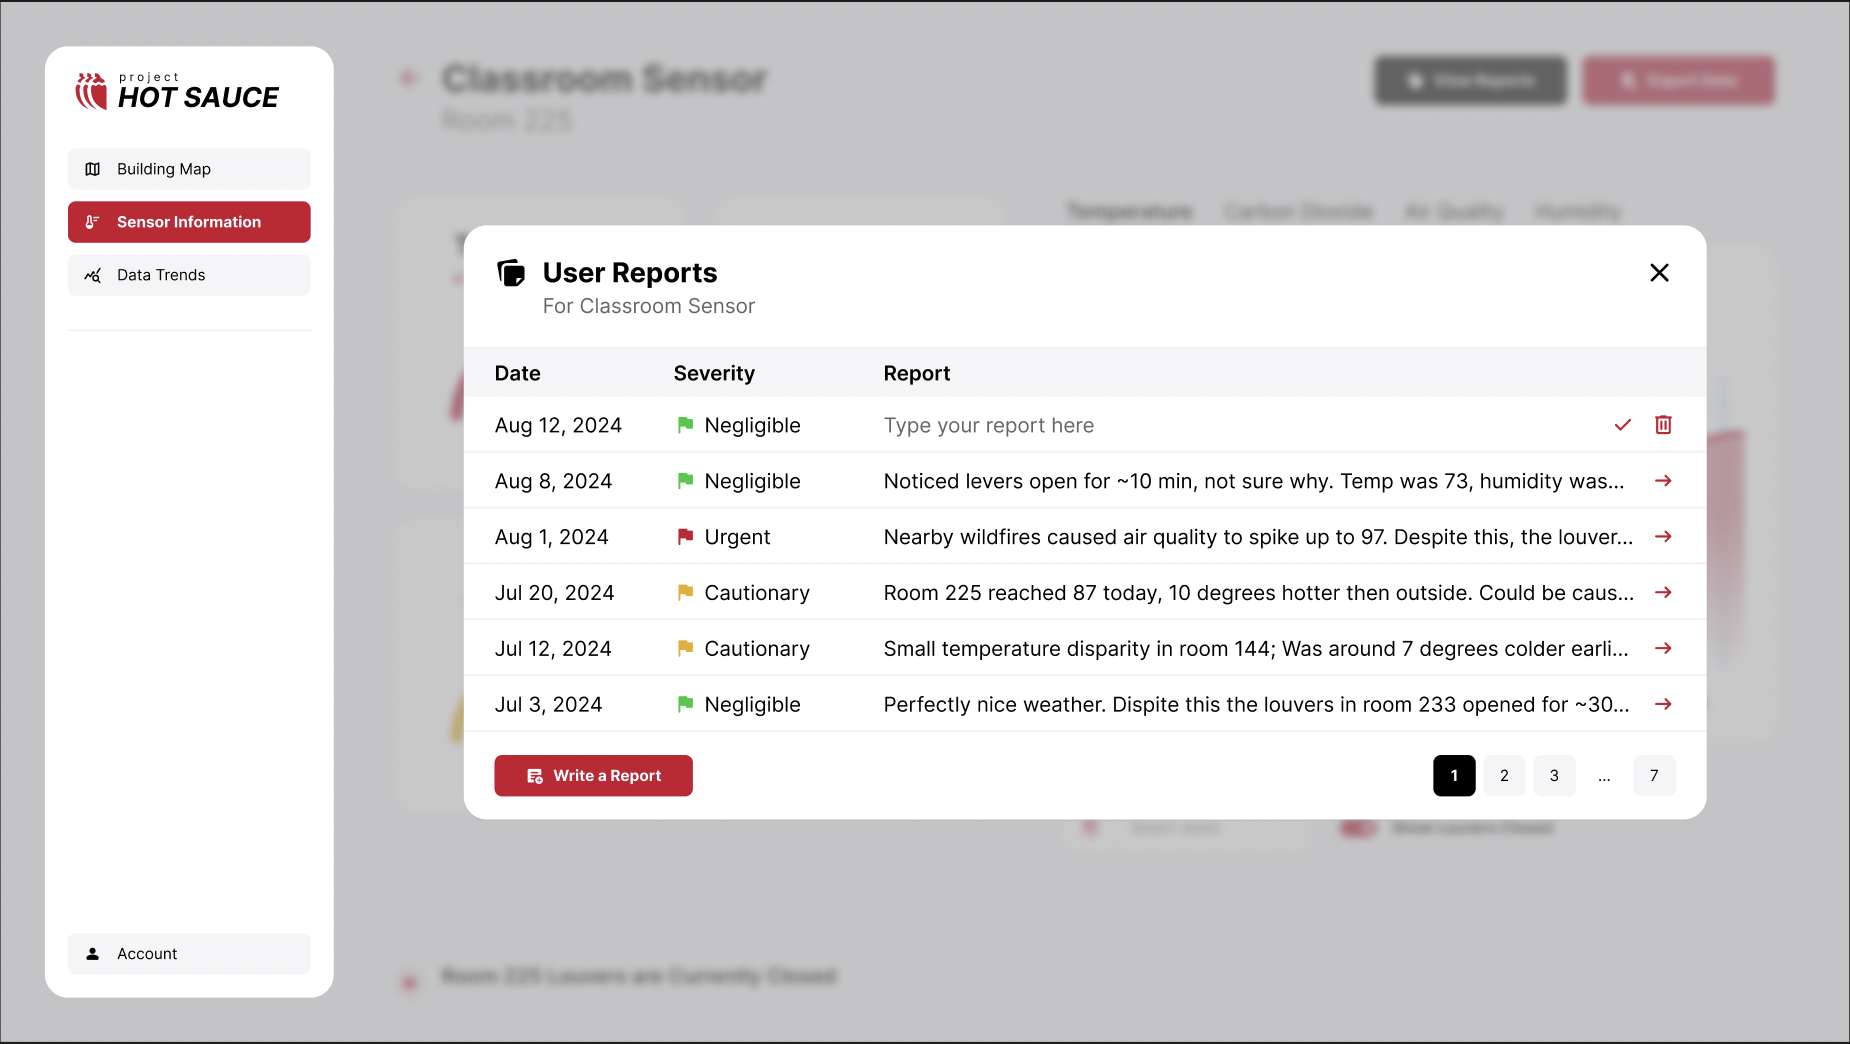 project
HOT SAUCE
Building Map
Sensor Information
Data Trends
Account
Classroom Sensor
Room 225
View Reports
Export Data
Temperature
Carbon Dioxide
Air Quality
Humidity
User Reports
For Classroom Sensor
Date Severity Report
Aug 12, 2024 Negligible Type your report here
Aug 8, 2024 Negligible Noticed levers open for ~10 min, not sure why. Temp was 73, humidity was...
Aug 1, 2024 Urgent Nearby wildfires caused air quality to spike up to 97. Despite this, the louver...
Jul 20, 2024 Cautionary Room 225 reached 87 today, 10 degrees hotter then outside. Could be caus...
Jul 12, 2024 Cautionary Small temperature disparity in room 144; Was around 7 degrees colder earli...
Jul 3, 2024 Negligible Perfectly nice weather. Dispite this the louvers in room 233 opened for ~30...
Write a Report
1 2 3 ... 7
Show Louvers Closed
Room 225 Louvers are Currently Closed